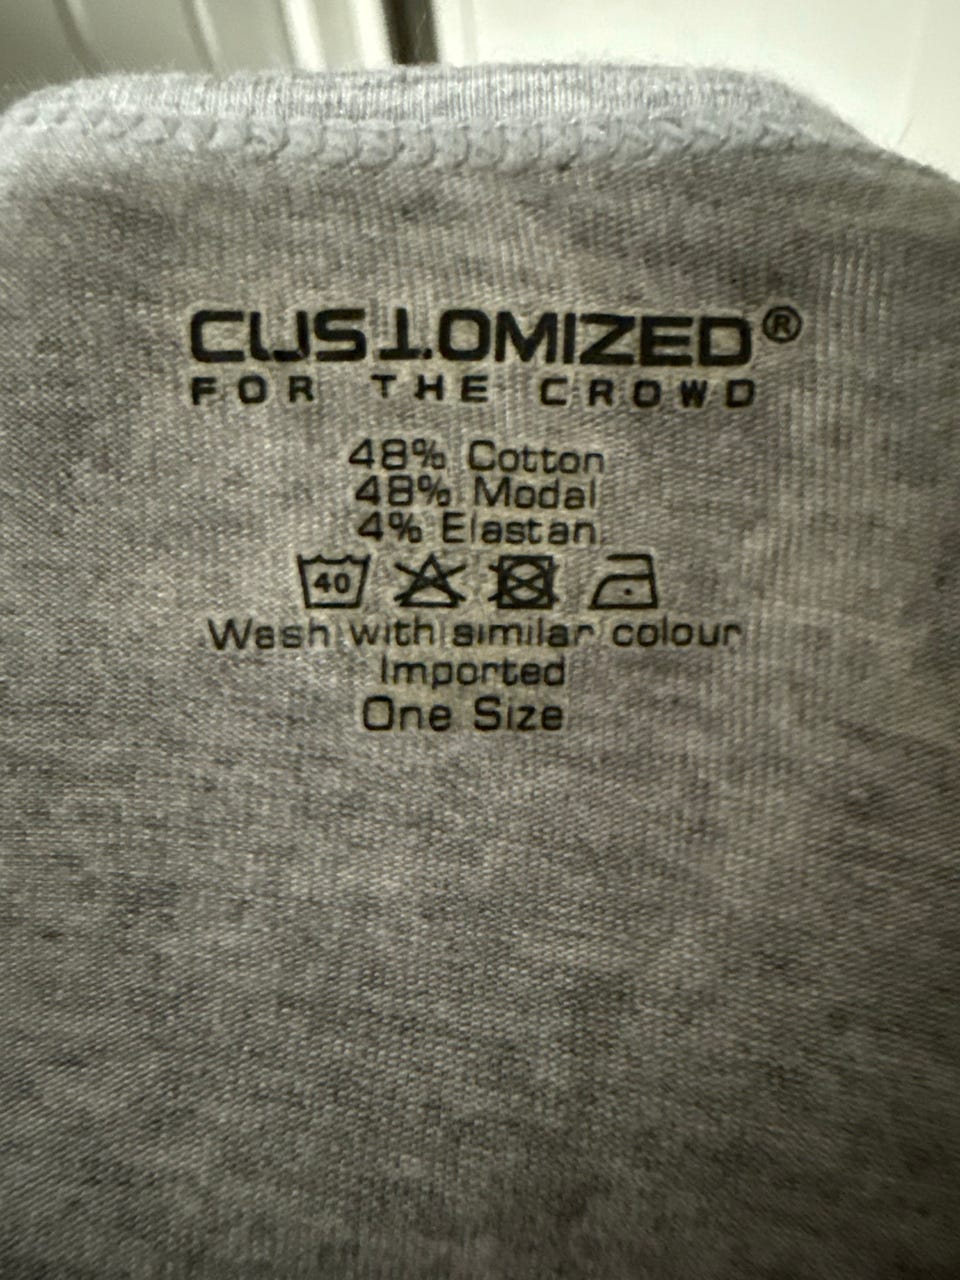 CUSTOMIZED®
FOR THE CROWD
48% Cotton
48% Modal
4% Elastan
40
Wash with similar colour
Imported
One Size